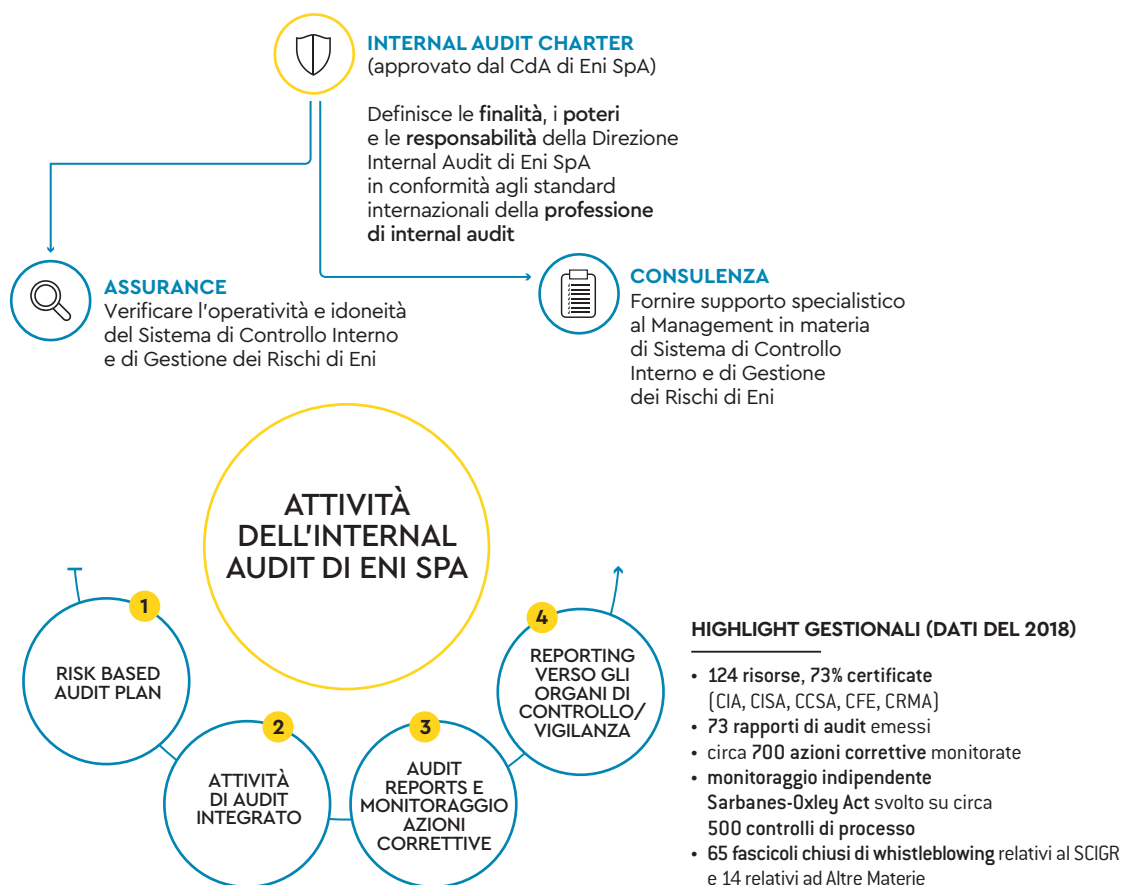 INTERNAL AUDIT CHARTER
(approvato dal CdA di Eni SpA)
Definisce le finalità, i poteri
e le responsabilità della Direzione
Internal Audit di Eni SpA
in conformità agli standard
internazionali della professione
di internal audit
ASSURANCE
Verificare l'operatività e idoneità
del Sistema di Controllo Interno
e di Gestione dei Rischi di Eni
CONSULENZA
Fornire supporto specialistico
al Management in materia
di Sistema di Controllo
Interno e di Gestione
dei Rischi di Eni
ATTIVITÀ
DELL'INTERNAL
AUDIT DI ENI SPA
1
RISK BASED
AUDIT PLAN
2
ATTIVITÀ
DI AUDIT
INTEGRATO
3
AUDIT
REPORTS E
MONITORAGGIO
AZIONI
CORRETTIVE
4
REPORTING
VERSO GLI
ORGANI DI
CONTROLLO/
VIGILANZA
HIGHLIGHT GESTIONALI (DATI DEL 2018)
• 124 risorse, 73% certificate
(CIA, CISA, CCSA, CFE, CRMA)
• 73 rapporti di audit emessi
• circa 700 azioni correttive monitorate
• monitoraggio indipendente
Sarbanes-Oxley Act svolto su circa
500 controlli di processo
• 65 fascicoli chiusi di whistleblowing relativi al SCIGR
e 14 relativi ad Altre Materie